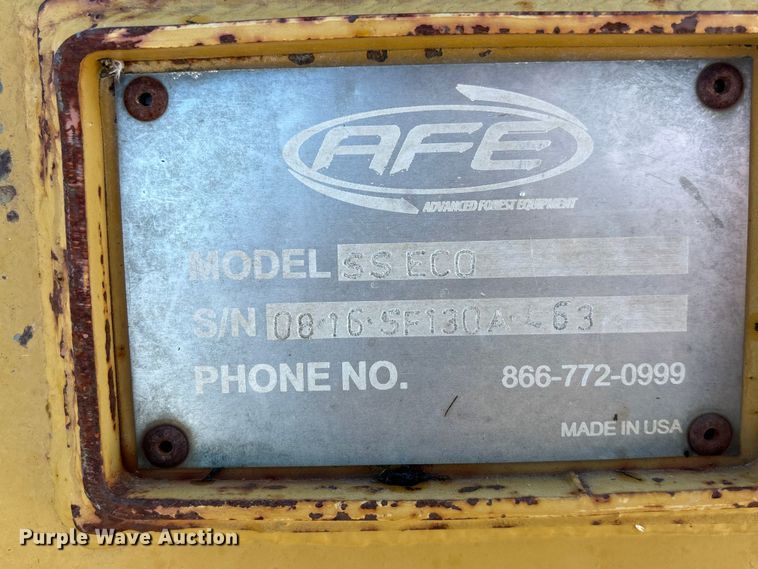 AFE
ADVANCED FOREST EQUIPMENT
MODEL SS ECO
S/N 08·16·SF130A·-63
PHONE NO. 866-772-0999
MADE IN USA
Purple Wave Auction